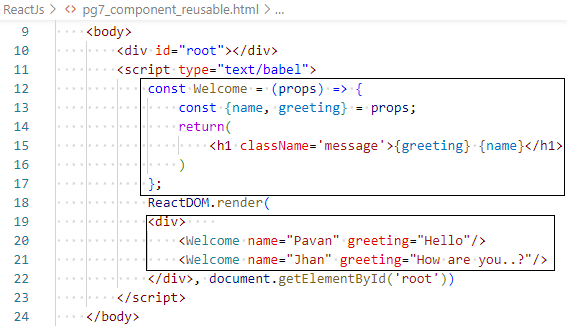 ReactJs > pg7_component_reusable.html > ...
9 <body>
10 <div id="root"></div>
11 <script type="text/babel">
12 const Welcome = (props) => {
13 const {name, greeting} = props;
14 return(
15 <h1 className='message'>{greeting} {name}</h1>
16 )
17 };
18 ReactDOM.render(
19 <div>
20 <Welcome name="Pavan" greeting="Hello"/>
21 <Welcome name="Jhan" greeting="How are you..?"/>
22 </div>, document.getElementById('root'))
23 </script>
24 </body>